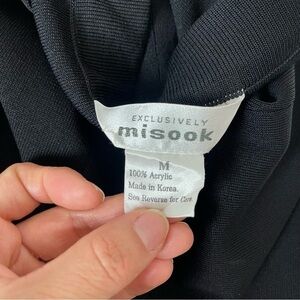 EXCLUSIVELY
misook
M
100% Acrylic
Made in Korea.
See Reverse for Care.